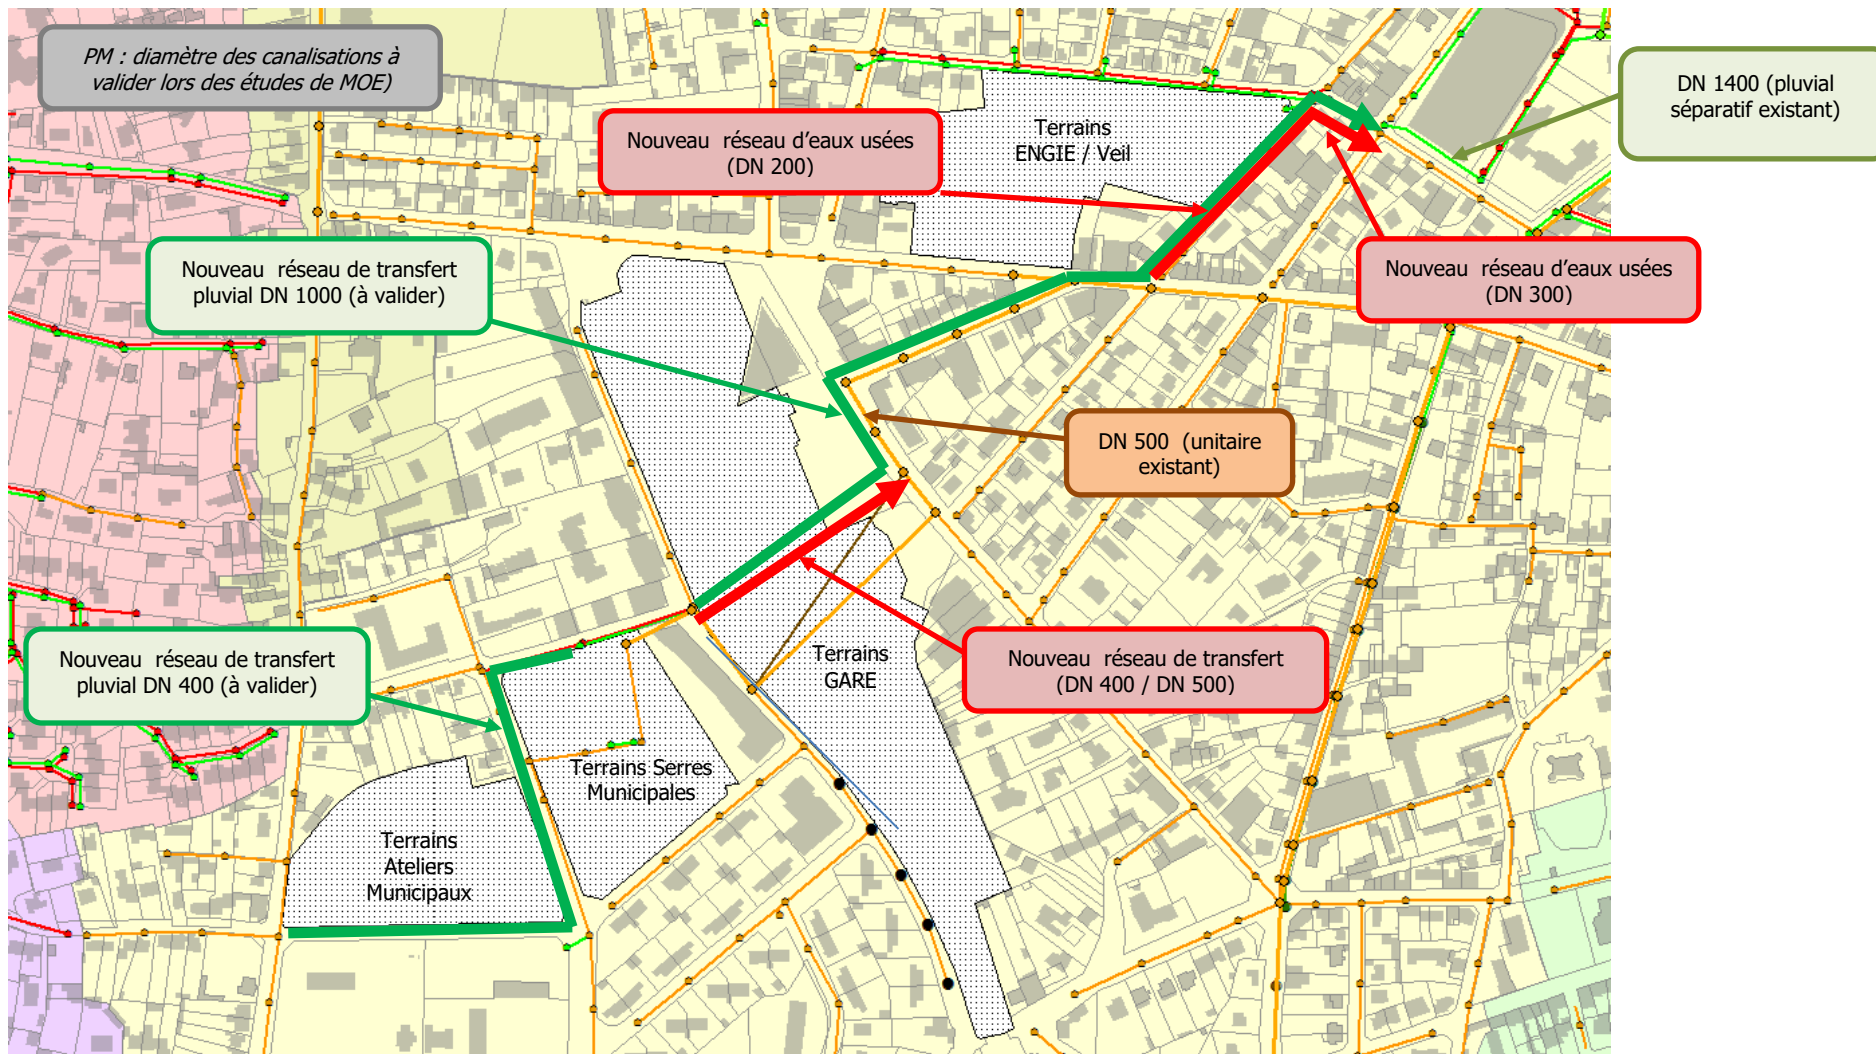 PM : diamètre des canalisations à
valider lors des études de MOE)
DN 1400 (pluvial
séparatif existant)
Nouveau réseau d'eaux usées
(DN 200)
Terrains
ENGIE / Veil
Nouveau réseau de transfert
pluvial DN 1000 (à valider)
Nouveau réseau d'eaux usées
(DN 300)
DN 500 (unitaire
existant)
Nouveau réseau de transfert
pluvial DN 400 (à valider)
Terrains
GARE
Nouveau réseau de transfert
(DN 400 / DN 500)
Terrains Serres
Municipales
Terrains
Ateliers
Municipaux